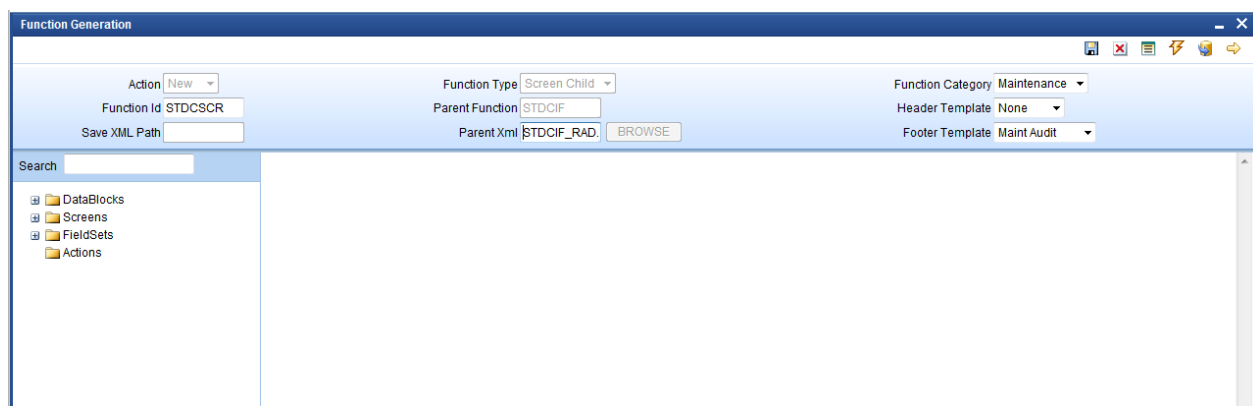 Function Generation
Action New Function Type Screen Child Function Category Maintenance
Function Id STDCSCR Parent Function STDCIF Header Template None
Save XML Path Parent Xml STDCIF_RAD. BROWSE Footer Template Maint Audit
Search
DataBlocks
Screens
FieldSets
Actions